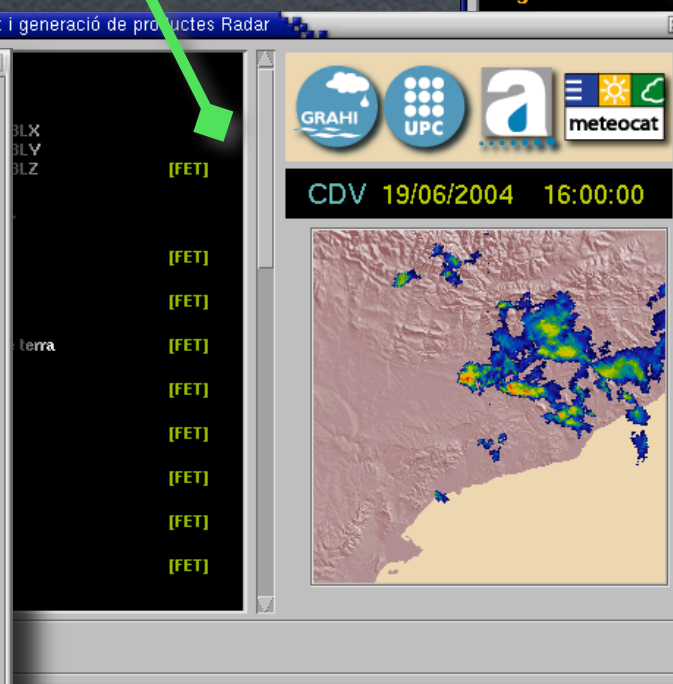 i generació de productes Radar
GRAHI
UPC
meteocat
BLX
BLY
BLZ [FET]
CDV 19/06/2004 16:00:00
[FET]
[FET]
terra [FET]
[FET]
[FET]
[FET]
[FET]
[FET]